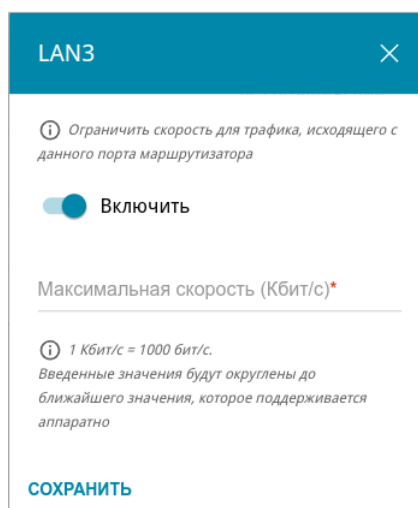 LAN3
Ограничить скорость для трафика, исходящего с
данного порта маршрутизатора
Включить
Максимальная скорость (Кбит/с)*
1 Кбит/с = 1000 бит/с.
Введенные значения будут округлены до
ближайшего значения, которое поддерживается
аппаратно
СОХРАНИТЬ